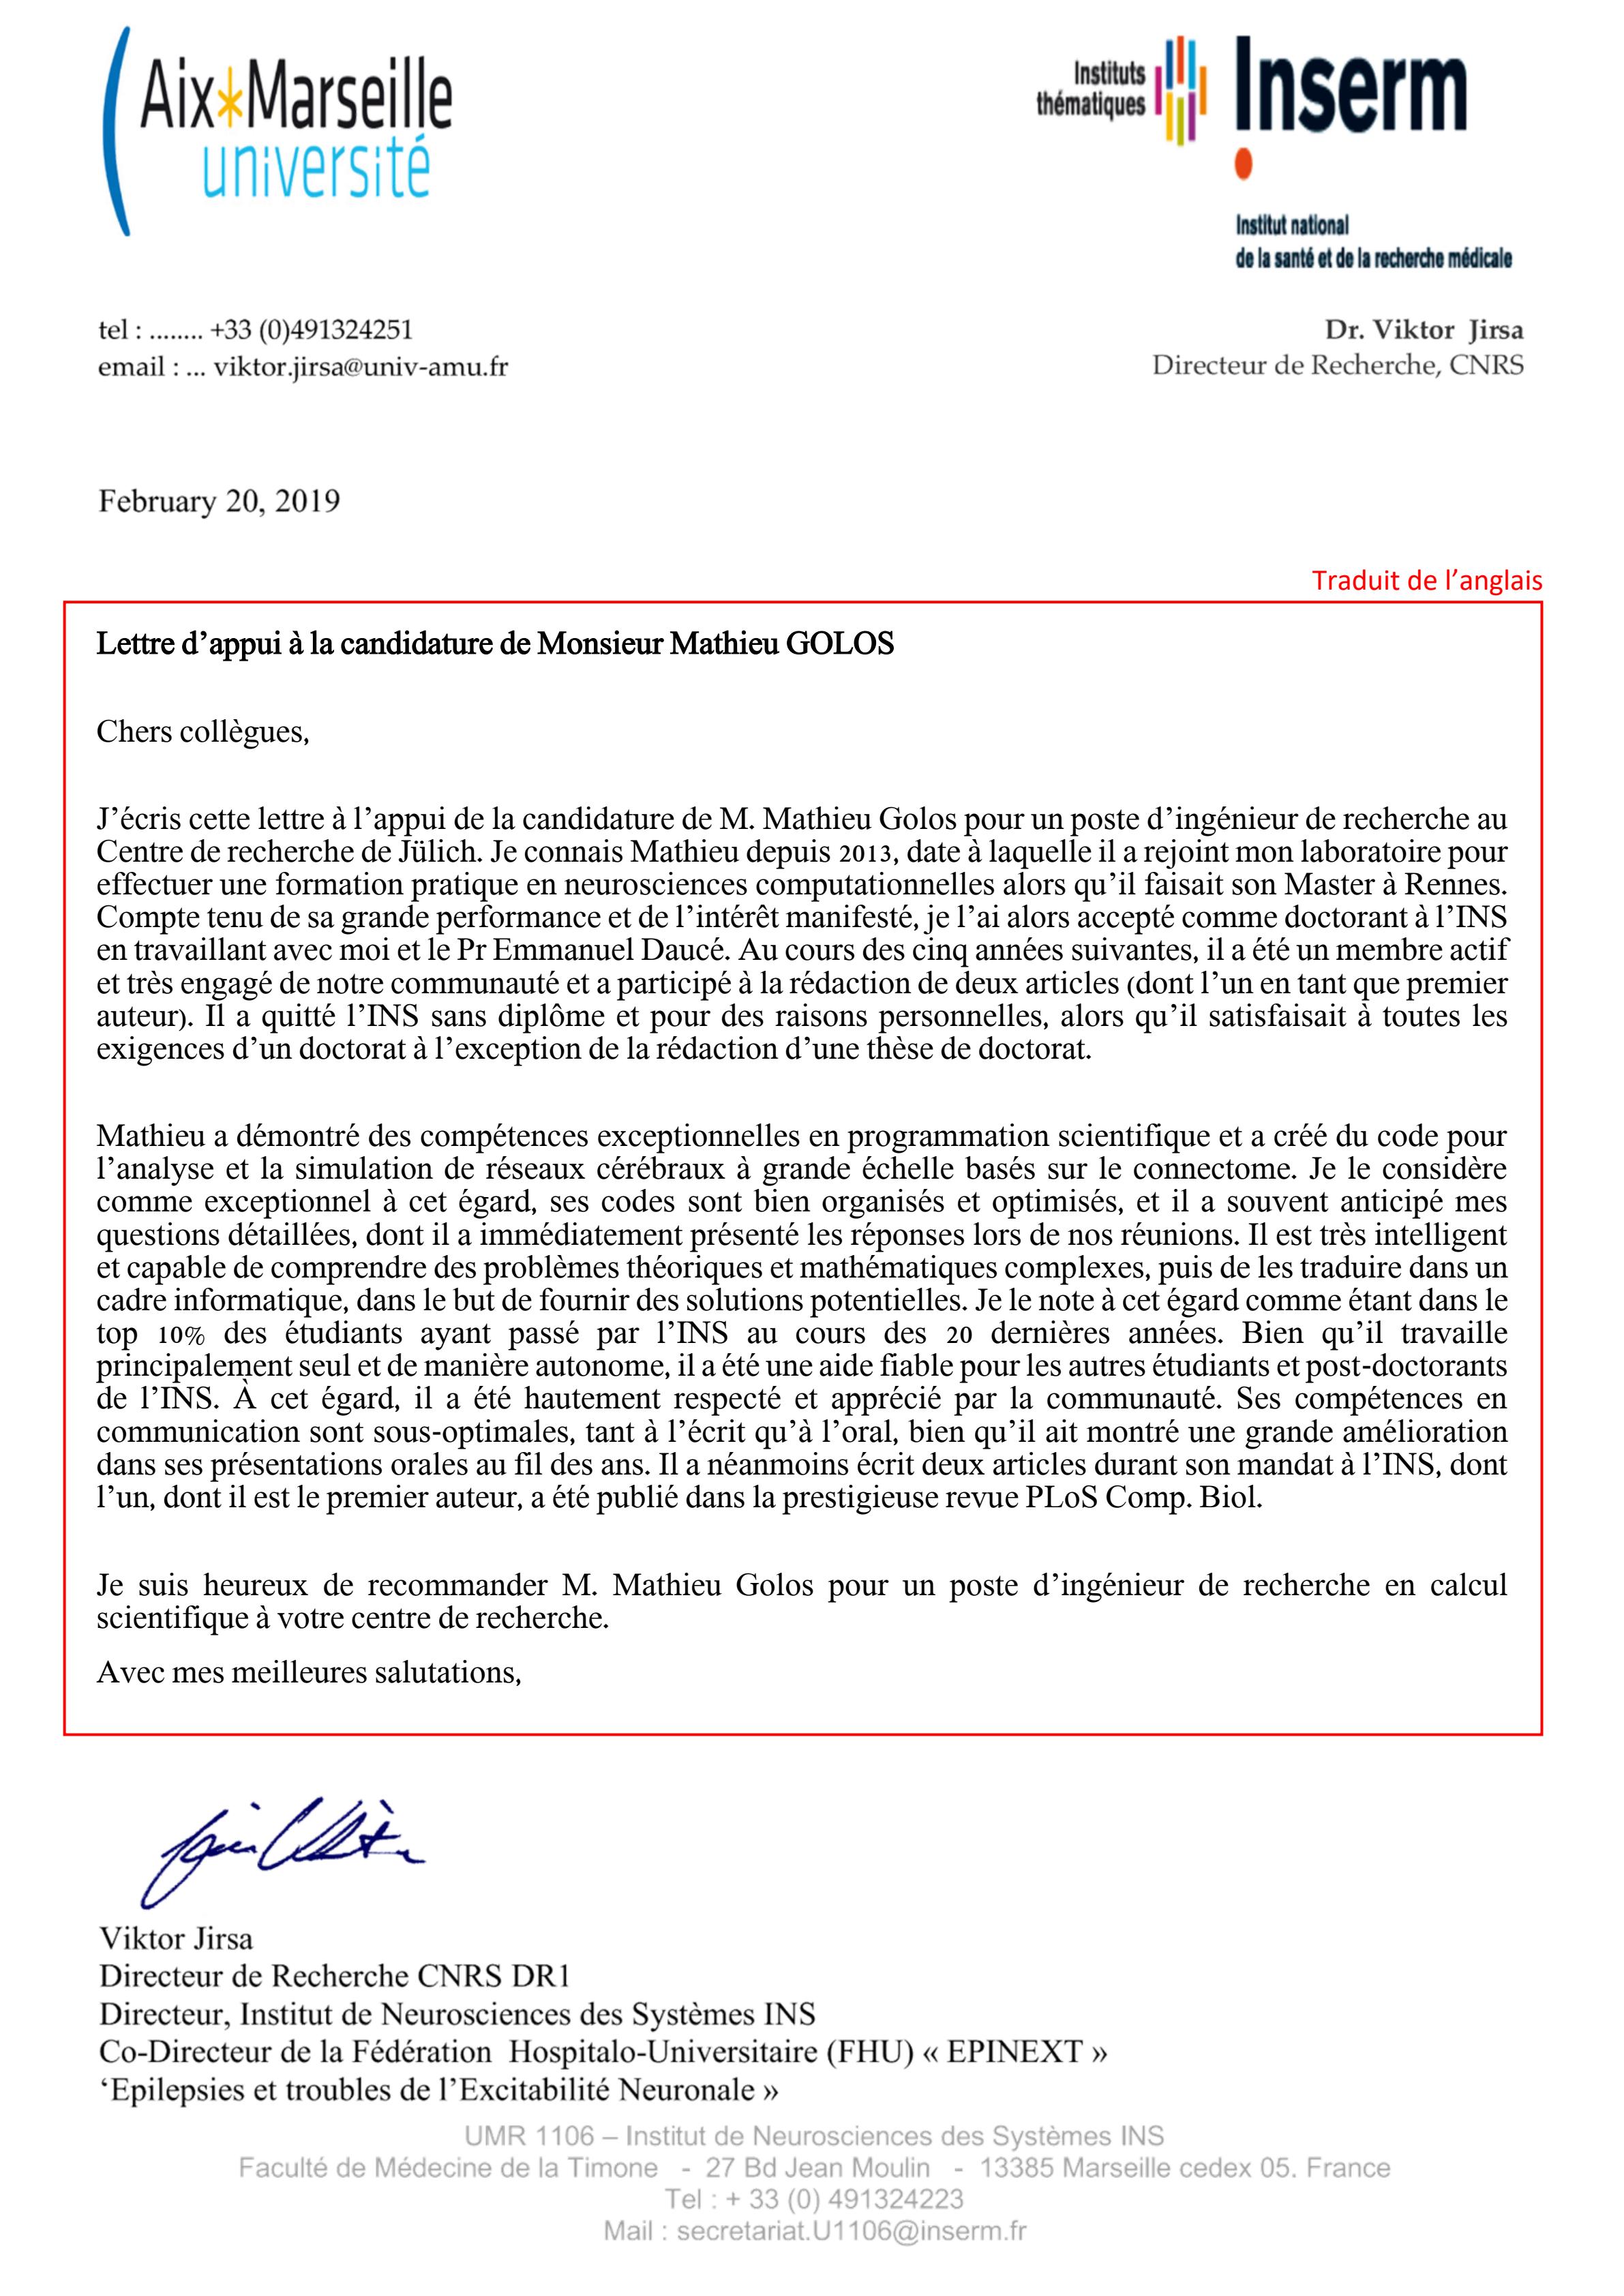 Aix*Marseille
université
Instituts
thématiques
Inserm
Institut national
de la santé et de la recherche médicale
tel : ........ +33 (0)491324251
email : ... viktor.jirsa@univ-amu.fr
Dr. Viktor Jirsa
Directeur de Recherche, CNRS
February 20, 2019
Traduit de l’anglais
Lettre d’appui à la candidature de Monsieur Mathieu GOLOS
Chers collègues,
J’écris cette lettre à l’appui de la candidature de M. Mathieu Golos pour un poste d’ingénieur de recherche au
Centre de recherche de Jülich. Je connais Mathieu depuis 2013, date à laquelle il a rejoint mon laboratoire pour
effectuer une formation pratique en neurosciences computationnelles alors qu’il faisait son Master à Rennes.
Compte tenu de sa grande performance et de l’intérêt manifesté, je l’ai alors accepté comme doctorant à l’INS
en travaillant avec moi et le Pr Emmanuel Daucé. Au cours des cinq années suivantes, il a été un membre actif
et très engagé de notre communauté et a participé à la rédaction de deux articles (dont l’un en tant que premier
auteur). Il a quitté l’INS sans diplôme et pour des raisons personnelles, alors qu’il satisfaisait à toutes les
exigences d’un doctorat à l’exception de la rédaction d’une thèse de doctorat.
Mathieu a démontré des compétences exceptionnelles en programmation scientifique et a créé du code pour
l’analyse et la simulation de réseaux cérébraux à grande échelle basés sur le connectome. Je le considère
comme exceptionnel à cet égard, ses codes sont bien organisés et optimisés, et il a souvent anticipé mes
questions détaillées, dont il a immédiatement présenté les réponses lors de nos réunions. Il est très intelligent
et capable de comprendre des problèmes théoriques et mathématiques complexes, puis de les traduire dans un
cadre informatique, dans le but de fournir des solutions potentielles. Je le note à cet égard comme étant dans le
top 10% des étudiants ayant passé par l’INS au cours des 20 dernières années. Bien qu’il travaille
principalement seul et de manière autonome, il a été une aide fiable pour les autres étudiants et post-doctorants
de l’INS. À cet égard, il a été hautement respecté et apprécié par la communauté. Ses compétences en
communication sont sous-optimales, tant à l’écrit qu’à l’oral, bien qu’il ait montré une grande amélioration
dans ses présentations orales au fil des ans. Il a néanmoins écrit deux articles durant son mandat à l’INS, dont
l’un, dont il est le premier auteur, a été publié dans la prestigieuse revue PLoS Comp. Biol.
Je suis heureux de recommander M. Mathieu Golos pour un poste d’ingénieur de recherche en calcul
scientifique à votre centre de recherche.
Avec mes meilleures salutations,
Viktor Jirsa
Directeur de Recherche CNRS DR1
Directeur, Institut de Neurosciences des Systèmes INS
Co-Directeur de la Fédération Hospitalo-Universitaire (FHU) « EPINEXT »
‘Epilepsies et troubles de l’Excitabilité Neuronale »
UMR 1106 – Institut de Neurosciences des Systèmes INS
Faculté de Médecine de la Timone - 27 Bd Jean Moulin - 13385 Marseille cedex 05. France
Tel : + 33 (0) 491324223
Mail : secretariat.U1106@inserm.fr